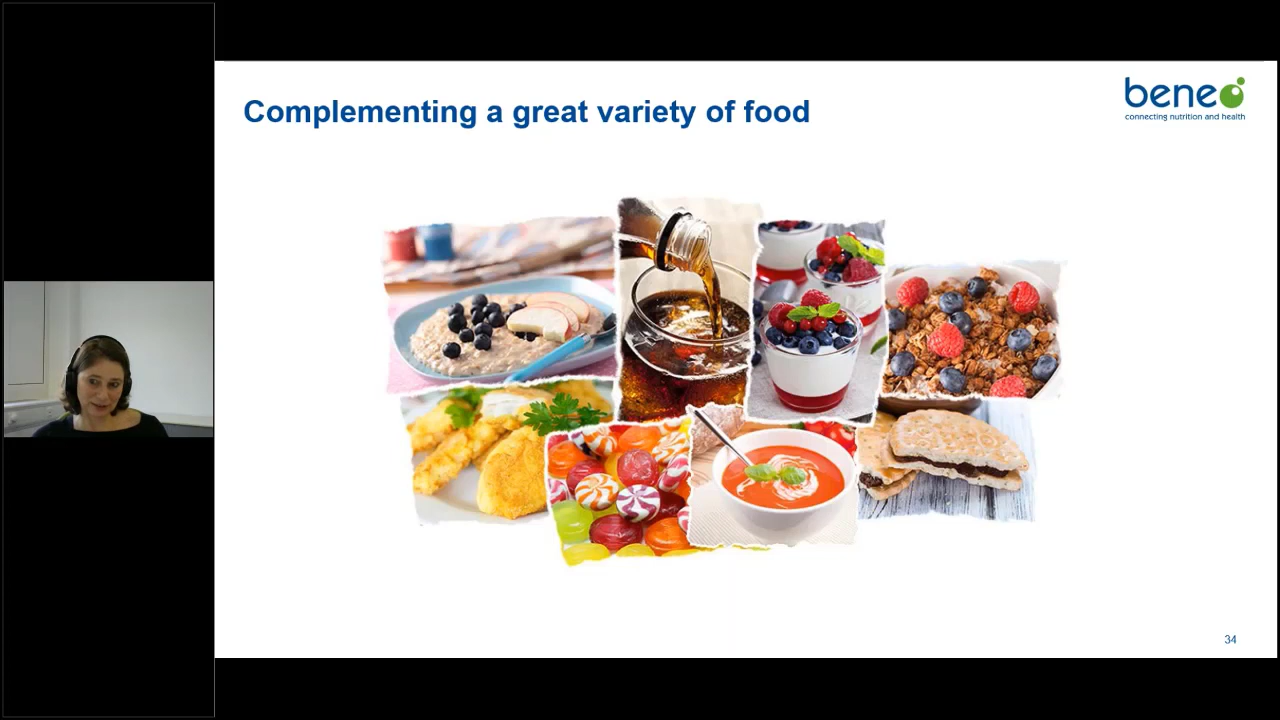 Complementing a great variety of food
beneo
connecting nutrition and health
34